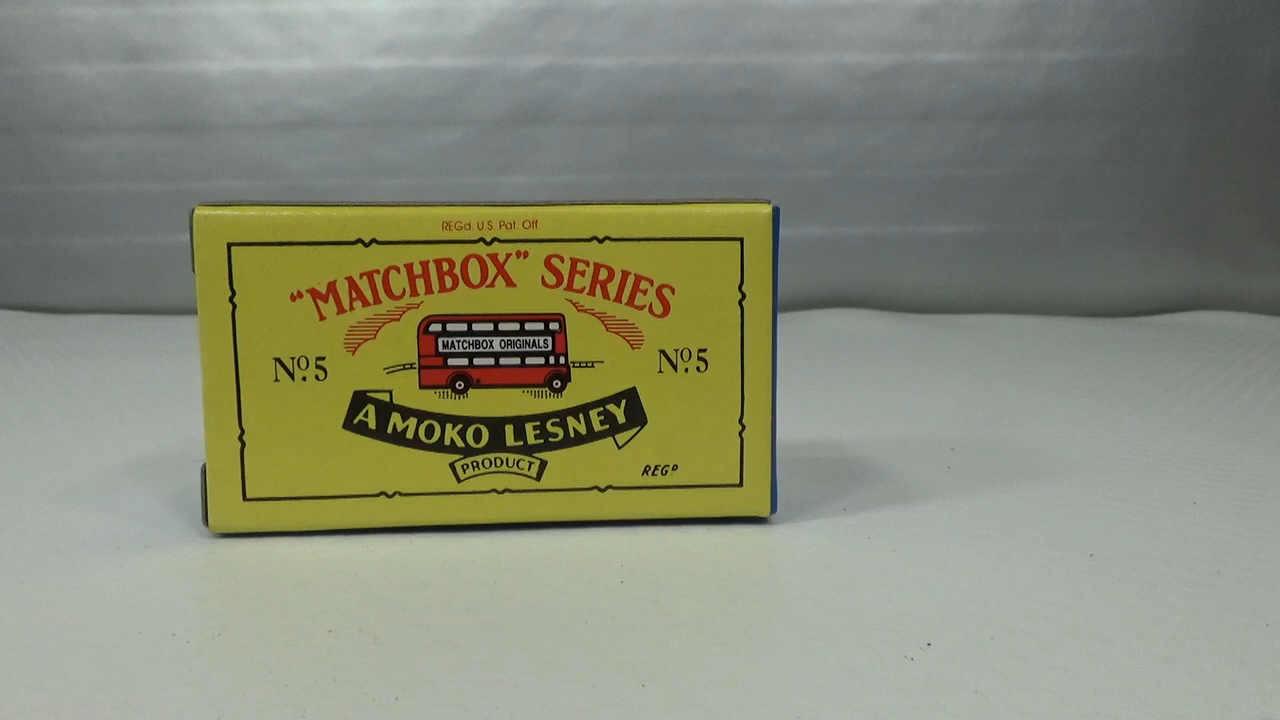 REGd. U.S. Pat. Off.
“MATCHBOX” SERIES
MATCHBOX ORIGINALS
Nº.5
Nº.5
A MOKO LESNEY
PRODUCT
REGᴰ.